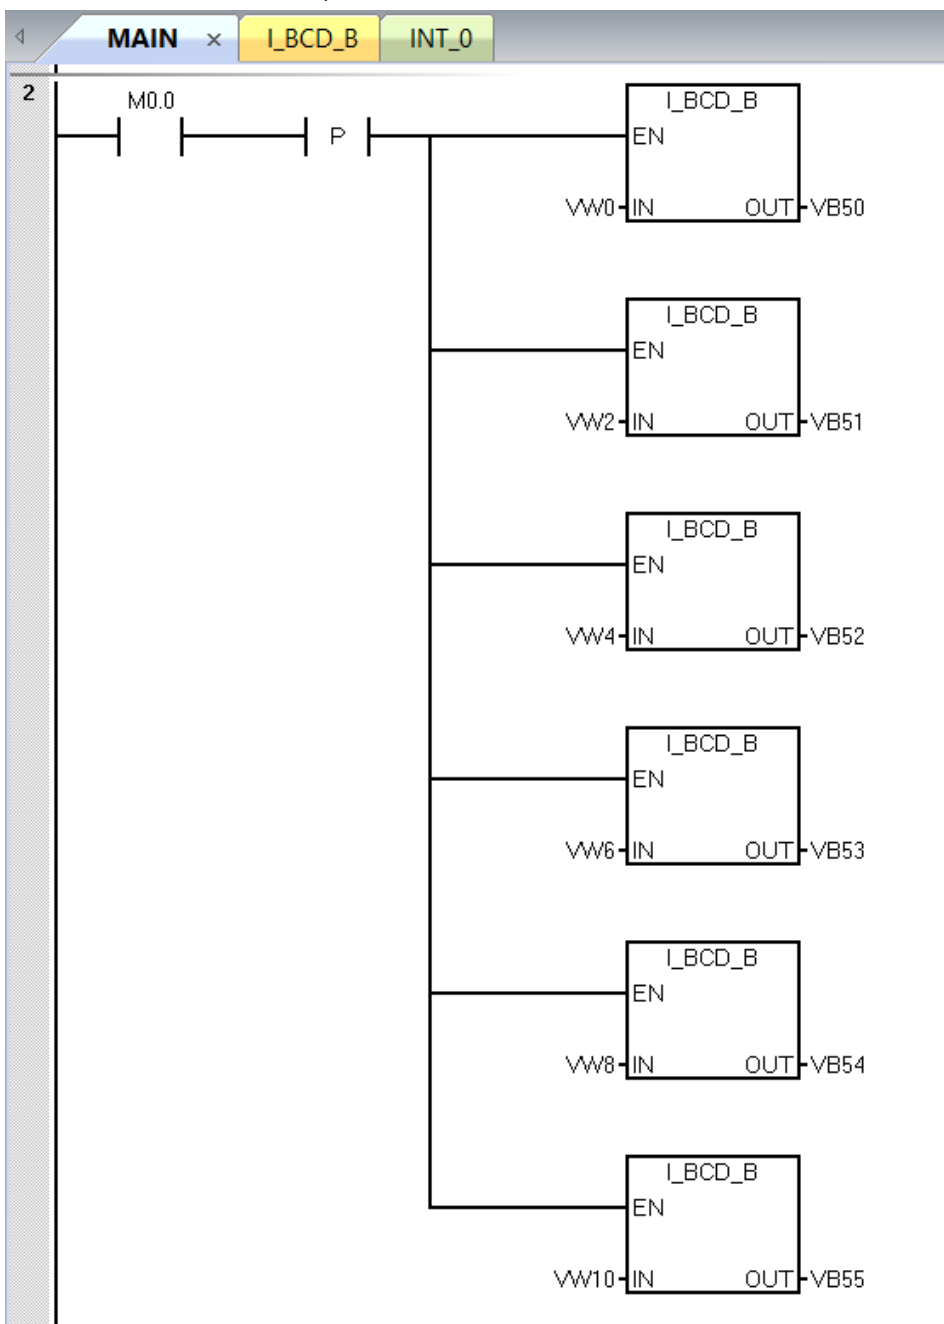 MAIN × I_BCD_B INT_0
2
M0.0
P
I_BCD_B
EN
VW0 IN OUT VB50
I_BCD_B
EN
VW2 IN OUT VB51
I_BCD_B
EN
VW4 IN OUT VB52
I_BCD_B
EN
VW6 IN OUT VB53
I_BCD_B
EN
VW8 IN OUT VB54
I_BCD_B
EN
VW10 IN OUT VB55